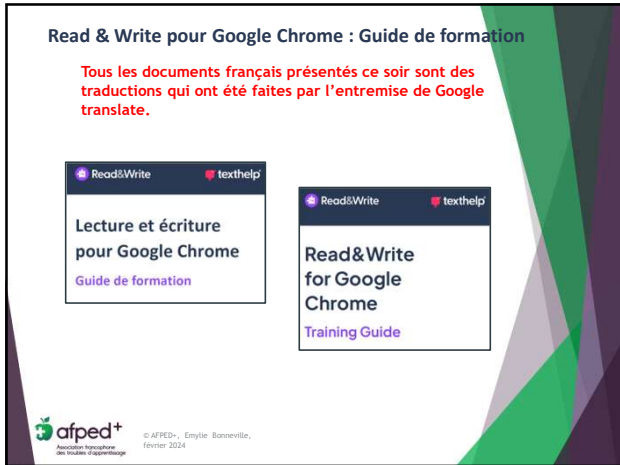 Read & Write pour Google Chrome : Guide de formation
Tous les documents français présentés ce soir sont des
traductions qui ont été faites par l'entremise de Google
translate.
Read&Write texthelp
Lecture et écriture
pour Google Chrome
Guide de formation
Read&Write texthelp
Read&Write
for Google
Chrome
Training Guide
afped+
Association francophone
des troubles d'apprentissage
© AFPED+, Emylie Bonneville,
février 2024